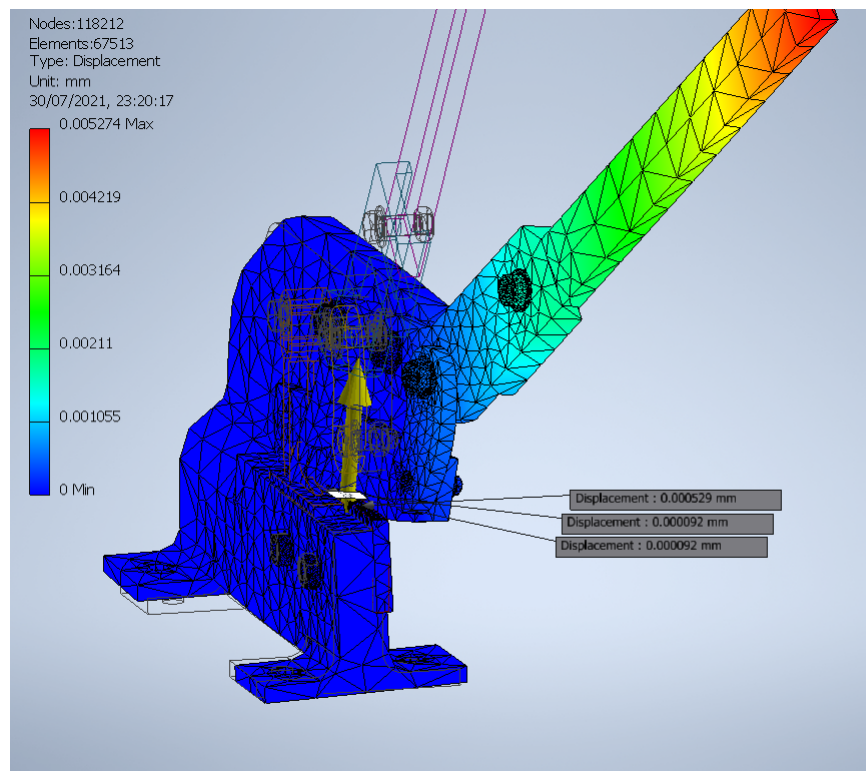 Nodes:118212
Elements:67513
Type: Displacement
Unit: mm
30/07/2021, 23:20:17
0.005274 Max
0.004219
0.003164
0.00211
0.001055
0 Min
Displacement : 0.000529 mm
Displacement : 0.000092 mm
Displacement : 0.000092 mm